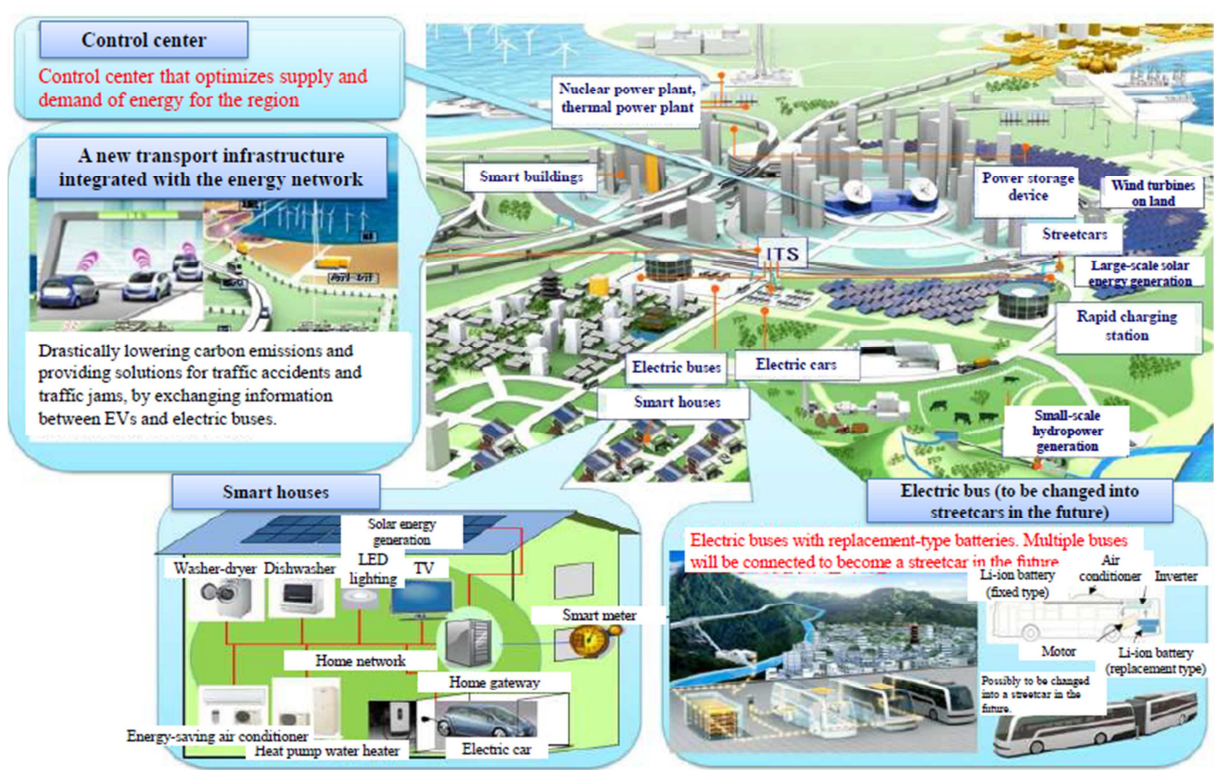 Control center
Control center that optimizes supply and
demand of energy for the region
A new transport infrastructure
integrated with the energy network
Drastically lowering carbon emissions and
providing solutions for traffic accidents and
traffic jams, by exchanging information
between EVs and electric buses.
Nuclear power plant,
thermal power plant
Smart buildings
Power storage
device
Wind turbines
on land
Streetcars
ITS
Large-scale solar
energy generation
Rapid charging
station
Electric buses
Electric cars
Smart houses
Small-scale
hydropower
generation
Smart houses
Solar energy
generation
Washer-dryer
Dishwasher
LED
lighting
TV
Smart meter
Home network
Home gateway
Energy-saving air conditioner
Heat pump water heater
Electric car
Electric bus (to be changed into
streetcars in the future)
Electric buses with replacement-type batteries. Multiple buses
will be connected to become a streetcar in the future
Li-ion battery
(fixed type)
Air
conditioner
Inverter
Motor
Li-ion battery
(replacement type)
Possibly to be changed
into a streetcar in the
future.